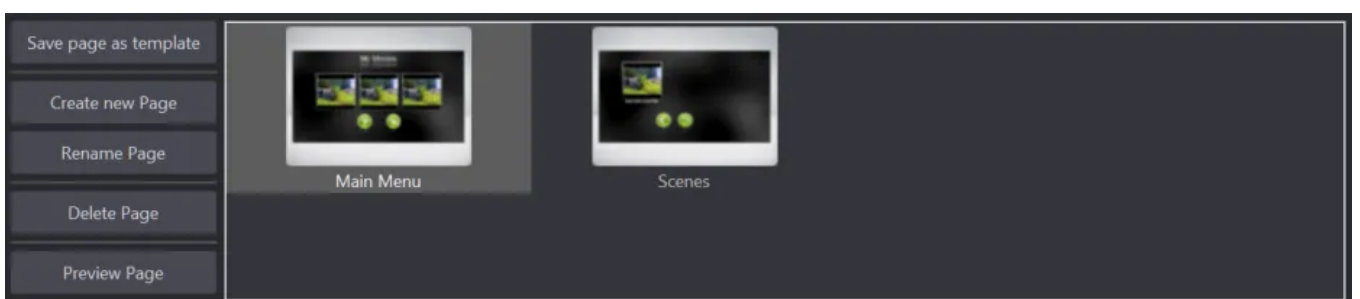 Save page as template
Create new Page
Rename Page
Delete Page
Preview Page
Main Menu
Scenes